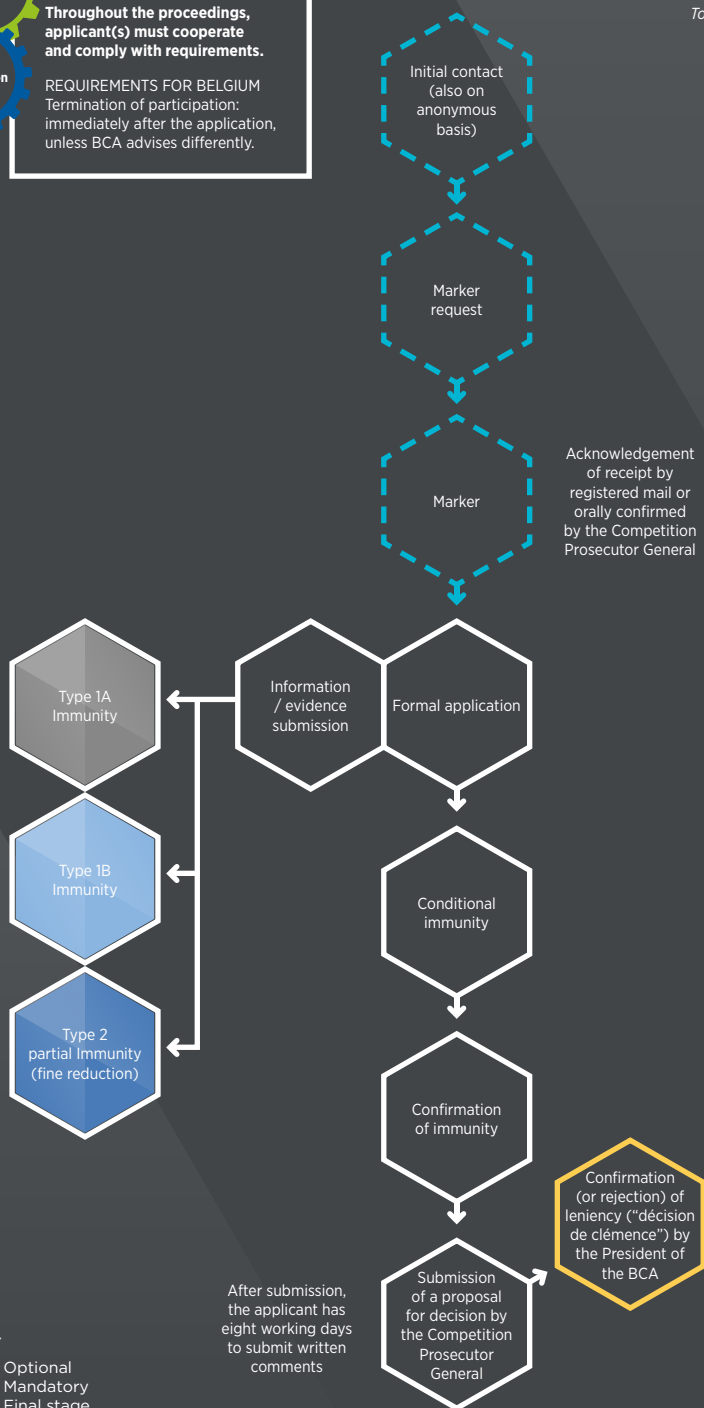 Throughout the proceedings,
applicant(s) must cooperate
and comply with requirements.
REQUIREMENTS FOR BELGIUM
Termination of participation:
immediately after the application,
unless BCA advises differently.
To
Initial contact
(also on
anonymous
basis)
Marker
request
Marker
Acknowledgement
of receipt by
registered mail or
orally confirmed
by the Competition
Prosecutor General
Type 1A
Immunity
Information
/ evidence
submission
Formal application
Type 1B
Immunity
Conditional
immunity
Type 2
partial Immunity
(fine reduction)
Confirmation
of immunity
Confirmation
(or rejection) of
leniency (“décision
de clémence”) by
the President of
the BCA
After submission,
the applicant has
eight working days
to submit written
comments
Submission
of a proposal
for decision by
the Competition
Prosecutor
General
Optional
Mandatory
Final stage